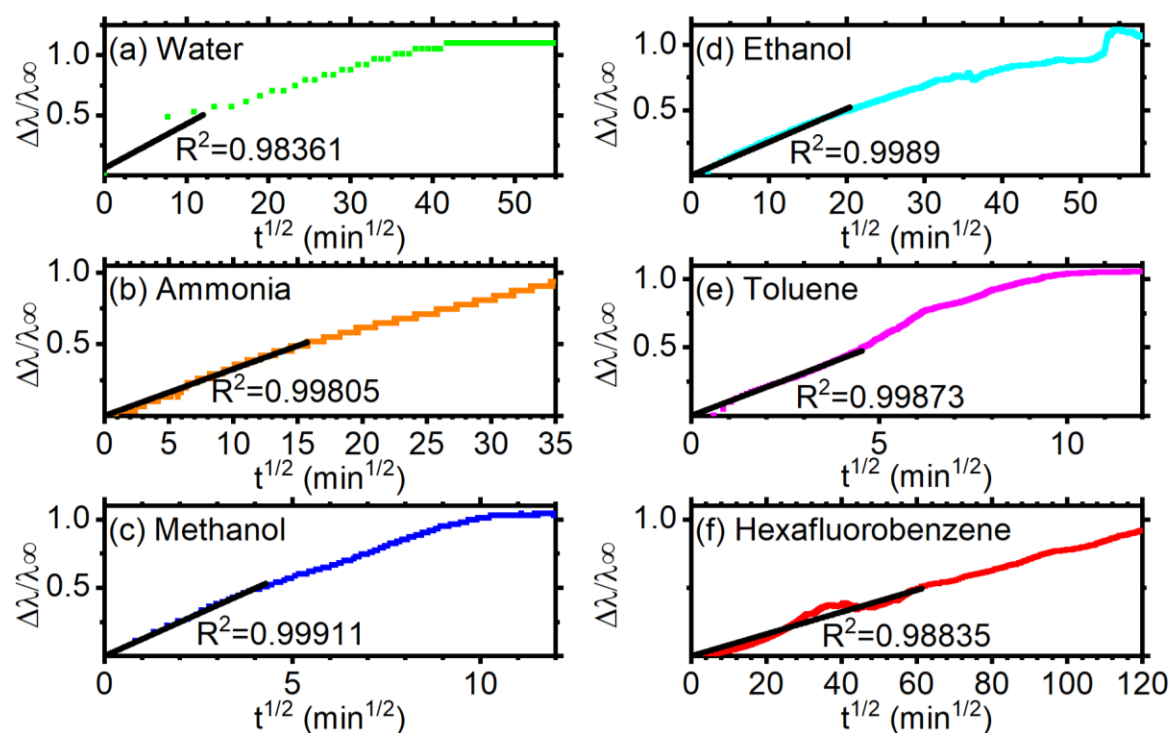 (a) Water
1.0
0.5
Δλ/λ∞
R²=0.98361
0 10 20 30 40 50
t^1/2 (min^1/2)
(b) Ammonia
1.0
0.5
Δλ/λ∞
R²=0.99805
0 5 10 15 20 25 30 35
t^1/2 (min^1/2)
(c) Methanol
1.0
0.5
Δλ/λ∞
R²=0.99911
0 5 10
t^1/2 (min^1/2)
(d) Ethanol
1.0
0.5
Δλ/λ∞
R²=0.9989
0 10 20 30 40 50
t^1/2 (min^1/2)
(e) Toluene
1.0
0.5
Δλ/λ∞
R²=0.99873
0 5 10
t^1/2 (min^1/2)
(f) Hexafluorobenzene
1.0
Δλ/λ∞
R²=0.98835
0 20 40 60 80 100 120
t^1/2 (min^1/2)